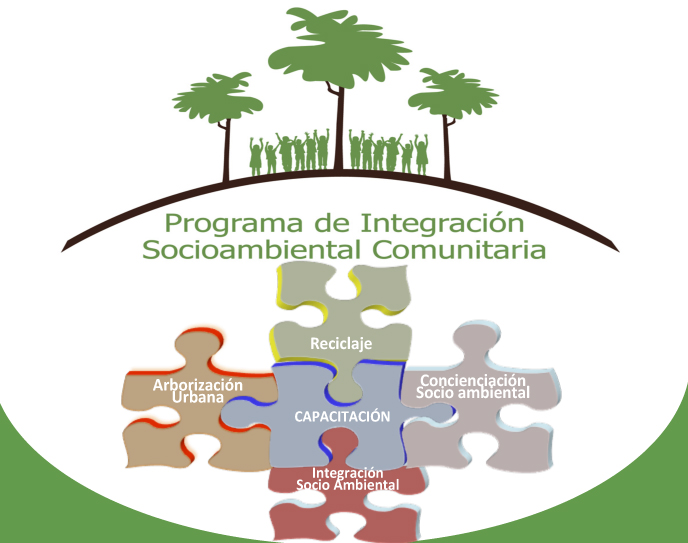 Programa de Integración
Socioambiental Comunitaria
Reciclaje
Arborización
Urbana
CAPACITACIÓN
Concienciación
Socio ambiental
Integración
Socio Ambiental